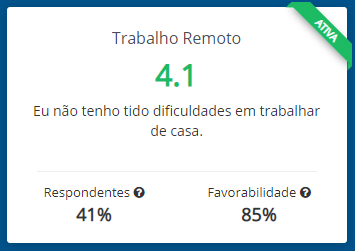 ATIVA
Trabalho Remoto
4.1
Eu não tenho tido dificuldades em trabalhar
de casa.
Respondentes ?
Favorabilidade ?
41%
85%